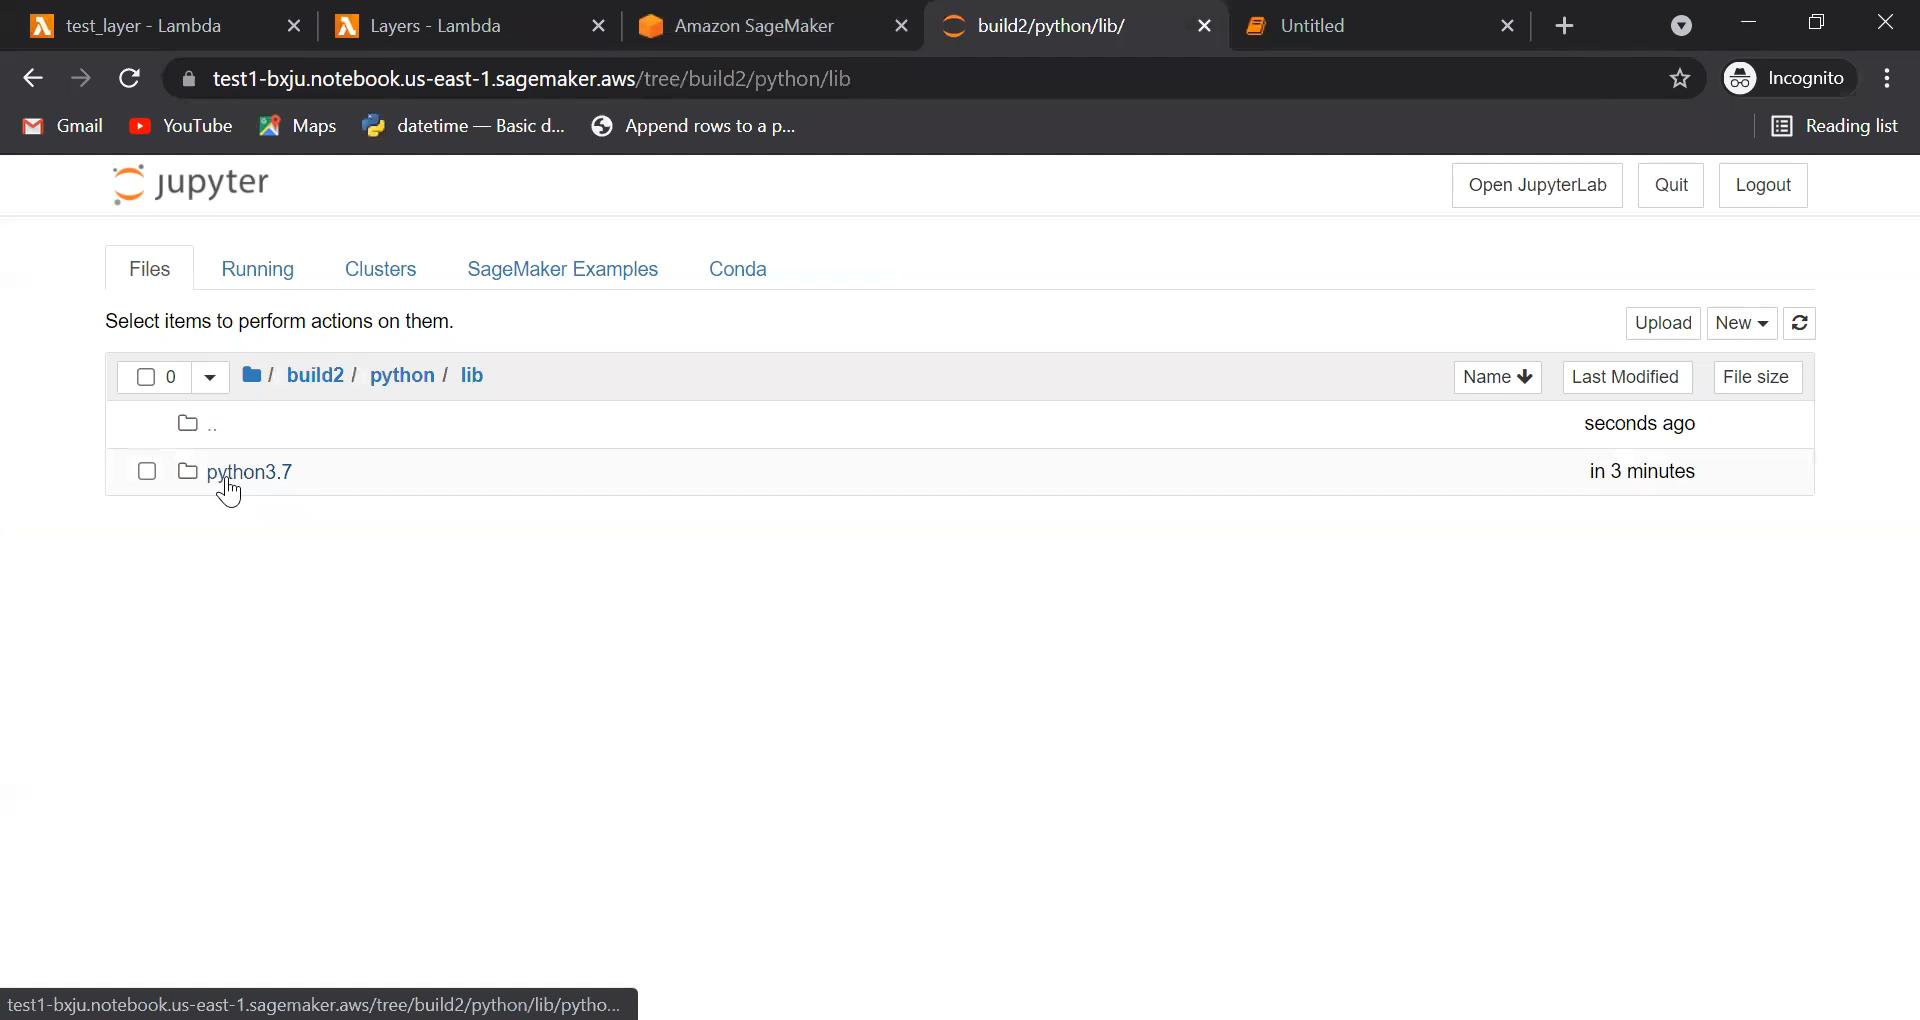 test_layer - Lambda
Layers - Lambda
Amazon SageMaker
build2/python/lib/
Untitled
test1-bxju.notebook.us-east-1.sagemaker.aws/tree/build2/python/lib
Incognito
Gmail
YouTube
Maps
datetime — Basic d...
Append rows to a p...
Reading list
jupyter
Open JupyterLab
Quit
Logout
Files
Running
Clusters
SageMaker Examples
Conda
Select items to perform actions on them.
Upload
New
0
/ build2 / python / lib
Name
Last Modified
File size
..
seconds ago
python3.7
in 3 minutes
test1-bxju.notebook.us-east-1.sagemaker.aws/tree/build2/python/lib/pytho...